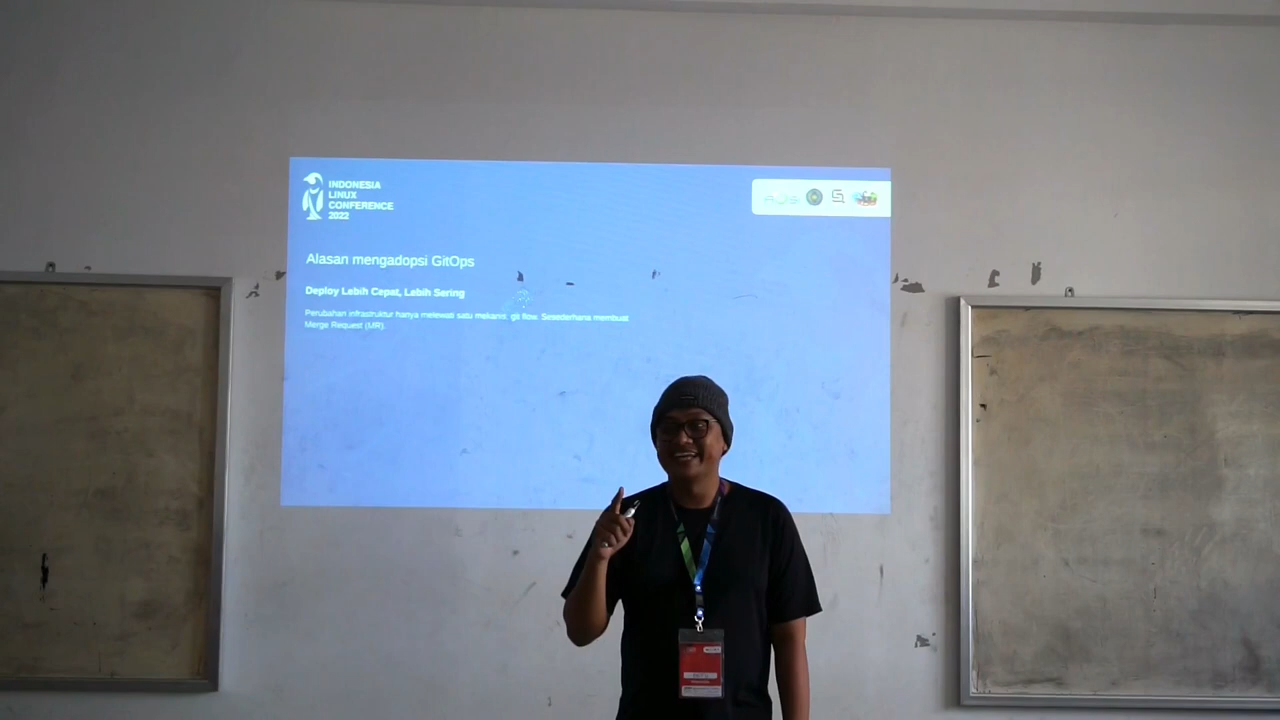 INDONESIA
LINUX
CONFERENCE
2022
Alasan mengadopsi GitOps
Deploy Lebih Cepat, Lebih Sering
Perubahan infrastruktur hanya melewati satu mekanis: git flow. Sesederhana membuat
Merge Request (MR).